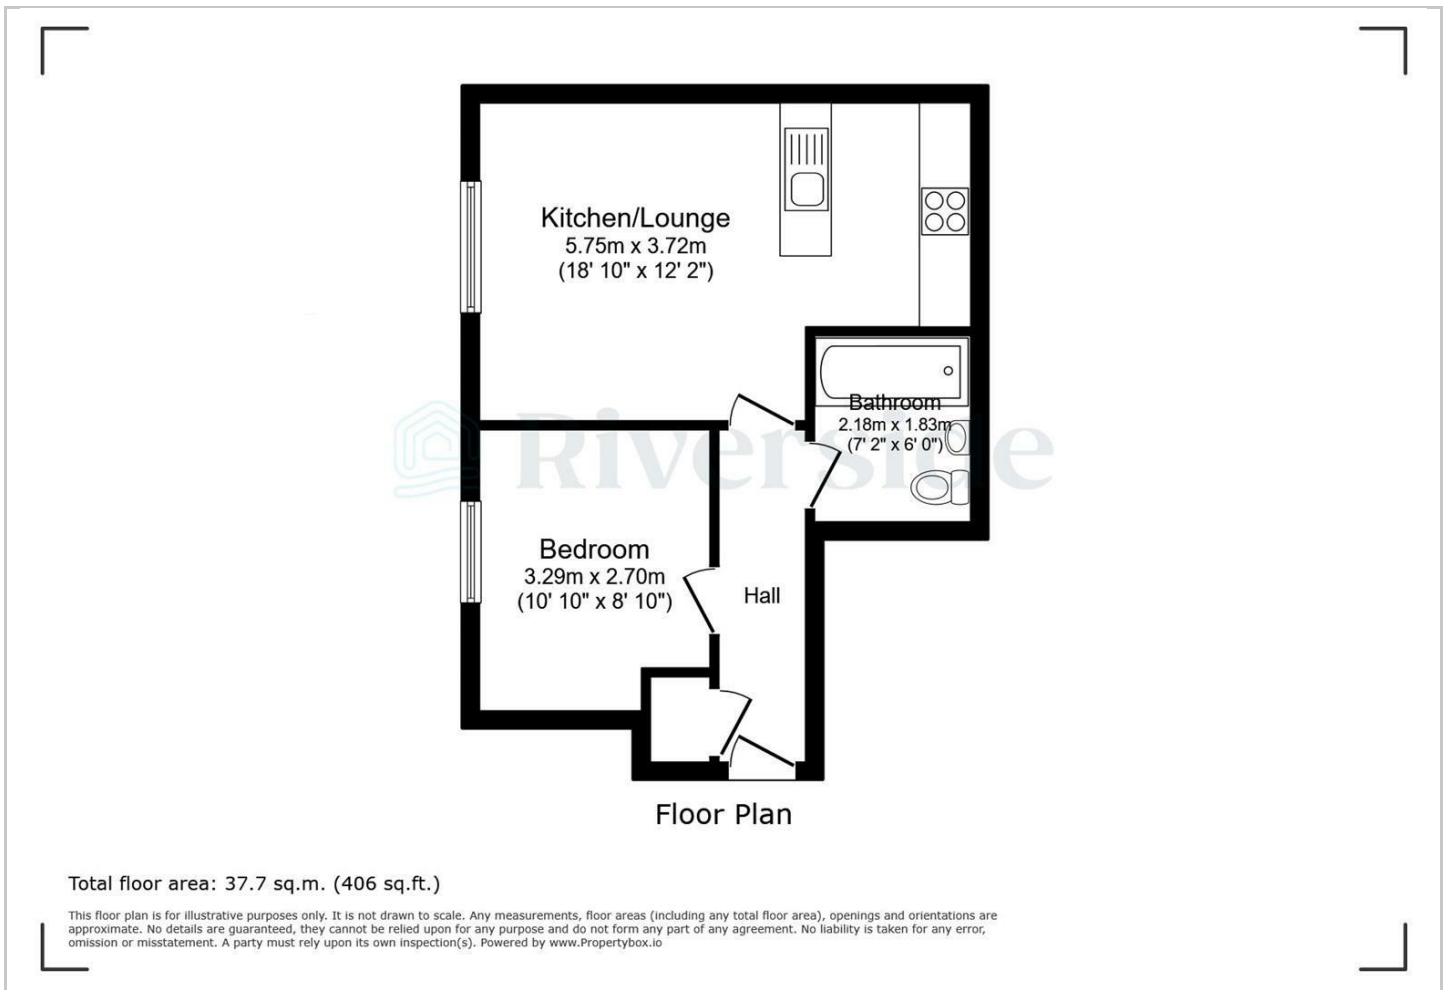 Kitchen/Lounge
5.75m x 3.72m
(18' 10" x 12' 2")
Bathroom
2.18m x 1.83m
(7' 2" x 6' 0")
Riverside
Bedroom
3.29m x 2.70m
(10' 10" x 8' 10")
Hall
Floor Plan
Total floor area: 37.7 sq.m. (406 sq.ft.)
This floor plan is for illustrative purposes only. It is not drawn to scale. Any measurements, floor areas (including any total floor area), openings and orientations are
approximate. No details are guaranteed, they cannot be relied upon for any purpose and do not form any part of any agreement. No liability is taken for any error,
omission or misstatement. A party must rely upon its own inspection(s). Powered by www.Propertybox.io